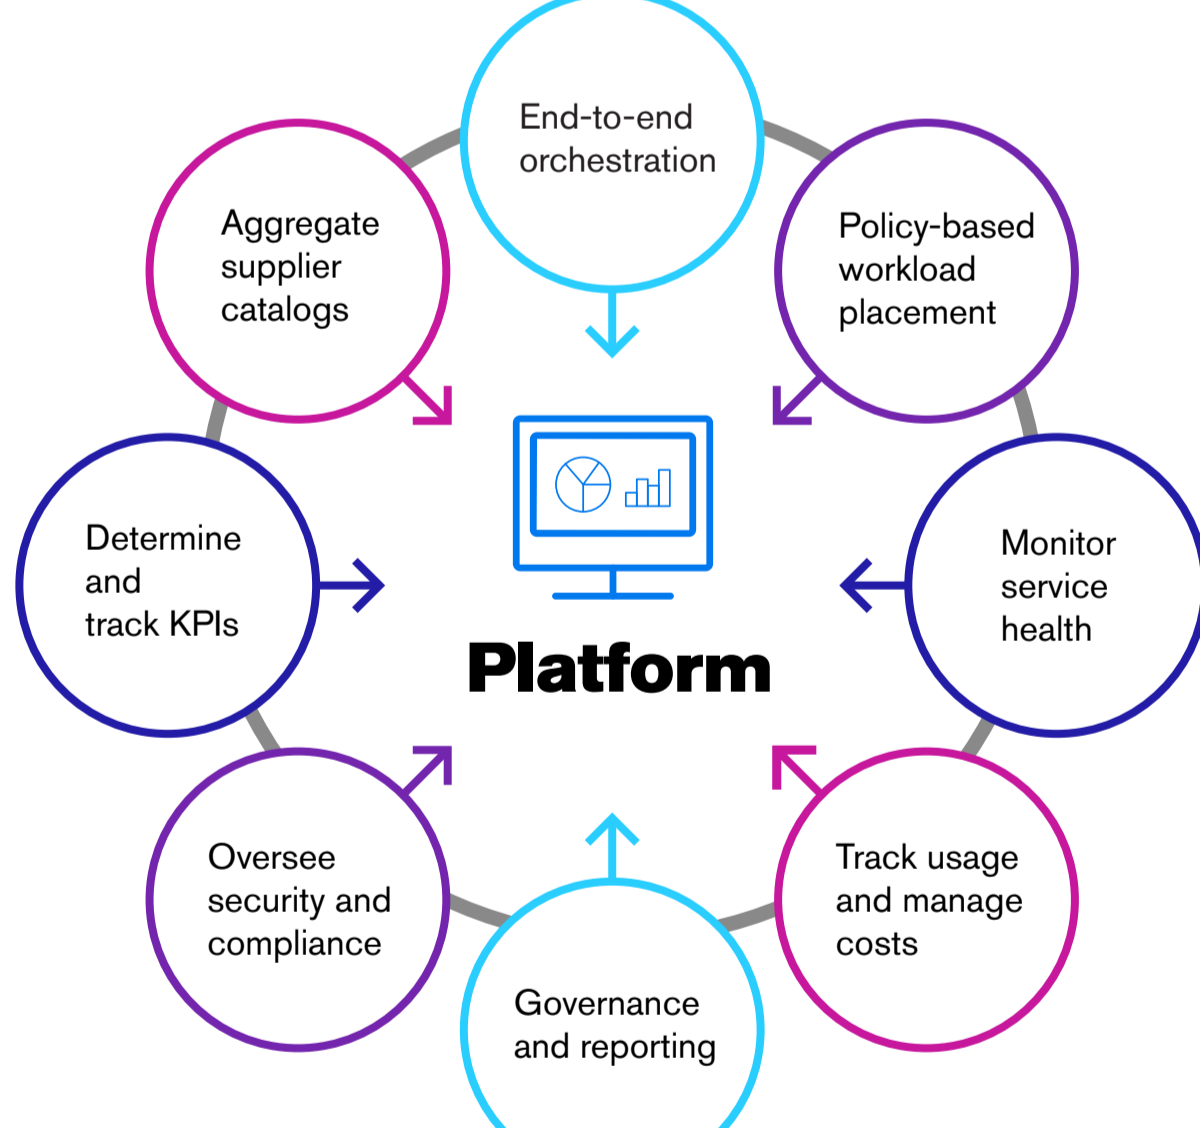 End-to-end
orchestration
Policy-based
workload
placement
Monitor
service
health
Track usage
and manage
costs
Governance
and reporting
Oversee
security and
compliance
Determine
and
track KPIs
Aggregate
supplier
catalogs
Platform